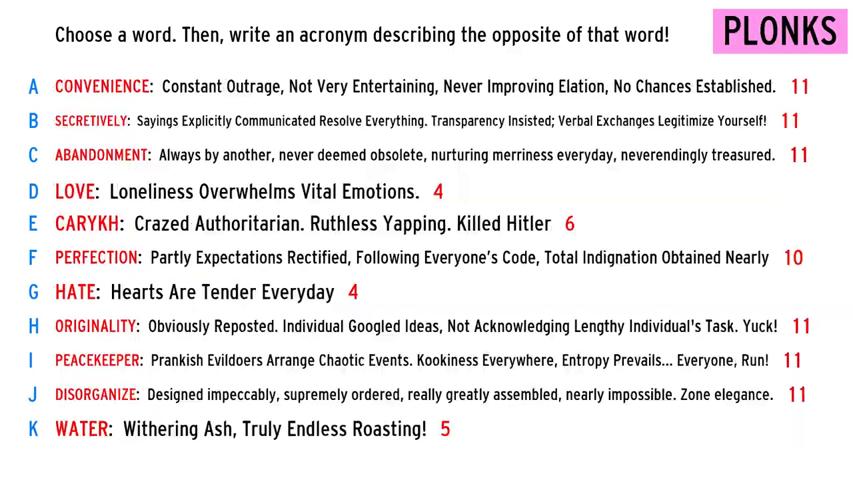 Choose a word. Then, write an acronym describing the opposite of that word!
PLONKS
A CONVENIENCE: Constant Outrage, Not Very Entertaining, Never Improving Elation, No Chances Established. 11
B SECRETIVELY: Sayings Explicitly Communicated Resolve Everything. Transparency Insisted; Verbal Exchanges Legitimize Yourself! 11
C ABANDONMENT: Always by another, never deemed obsolete, nurturing merriness everyday, neverendingly treasured. 11
D LOVE: Loneliness Overwhelms Vital Emotions. 4
E CARYKH: Crazed Authoritarian. Ruthless Yapping. Killed Hitler 6
F PERFECTION: Partly Expectations Rectified, Following Everyone's Code, Total Indignation Obtained Nearly 10
G HATE: Hearts Are Tender Everyday 4
H ORIGINALITY: Obviously Reposted. Individual Googled Ideas, Not Acknowledging Lengthy Individual's Task. Yuck! 11
I PEACEKEEPER: Prankish Evildoers Arrange Chaotic Events. Kookiness Everywhere, Entropy Prevails... Everyone, Run! 11
J DISORGANIZE: Designed impeccably, supremely ordered, really greatly assembled, nearly impossible. Zone elegance. 11
K WATER: Withering Ash, Truly Endless Roasting! 5